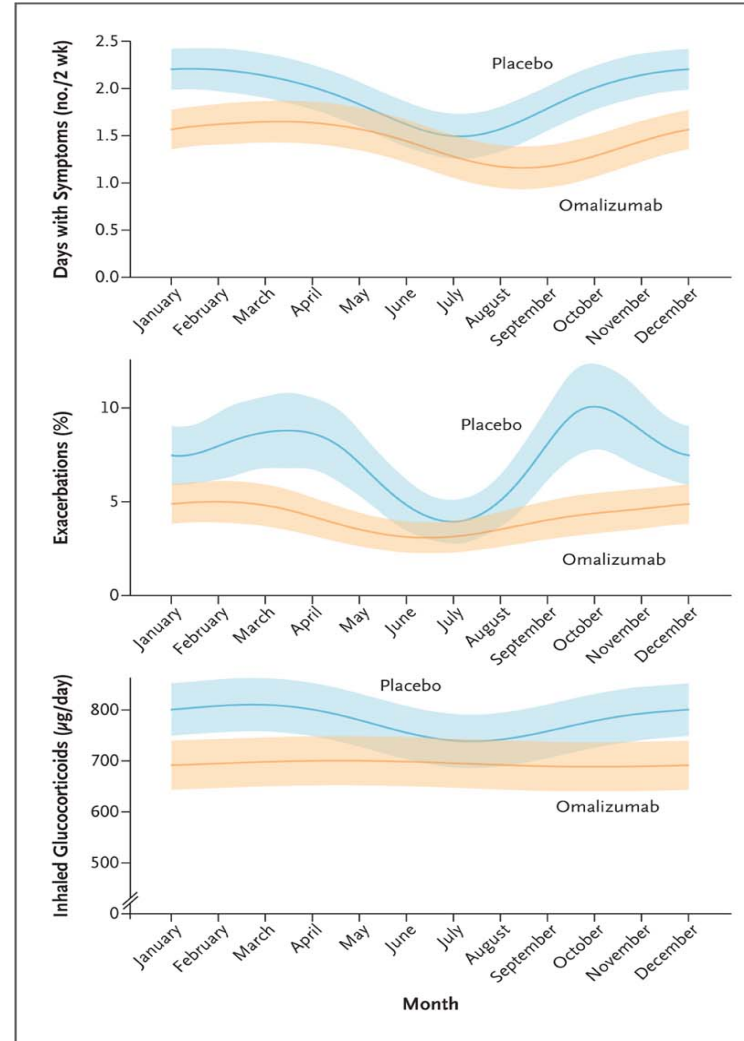 Days with Symptoms (no./2 wk)
2.5
2.0
1.5
1.0
0.5
0.0
Placebo
Omalizumab
January
February
March
April
May
June
July
August
September
October
November
December
Exacerbations (%)
10
5
0
Placebo
Omalizumab
January
February
March
April
May
June
July
August
September
October
November
December
Inhaled Glucocorticoids (µg/day)
800
700
600
500
0
Placebo
Omalizumab
January
February
March
April
May
June
July
August
September
October
November
December
Month